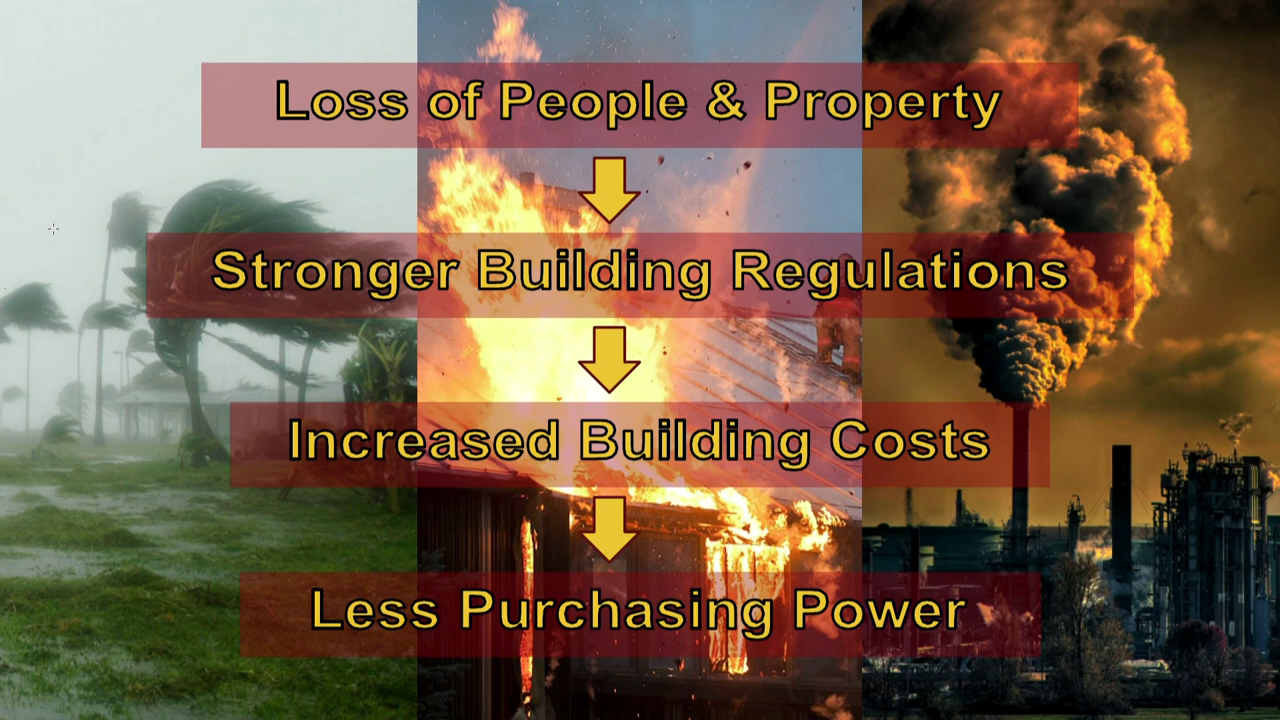 Loss of People & Property
Stronger Building Regulations
Increased Building Costs
Less Purchasing Power